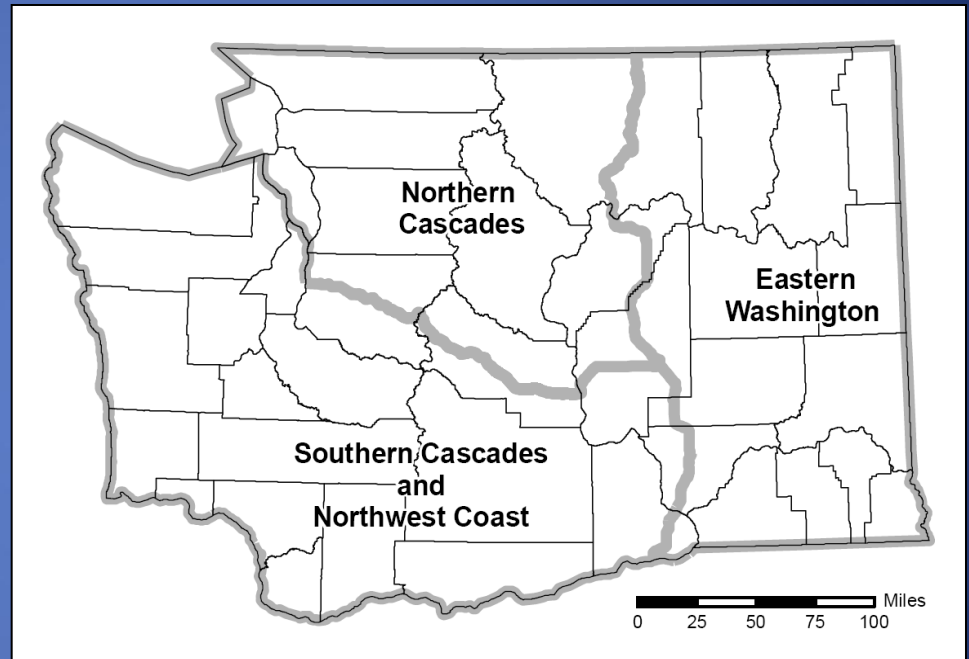 Northern
Cascades
Eastern
Washington
Southern Cascades
and
Northwest Coast
Miles
0 25 50 75 100